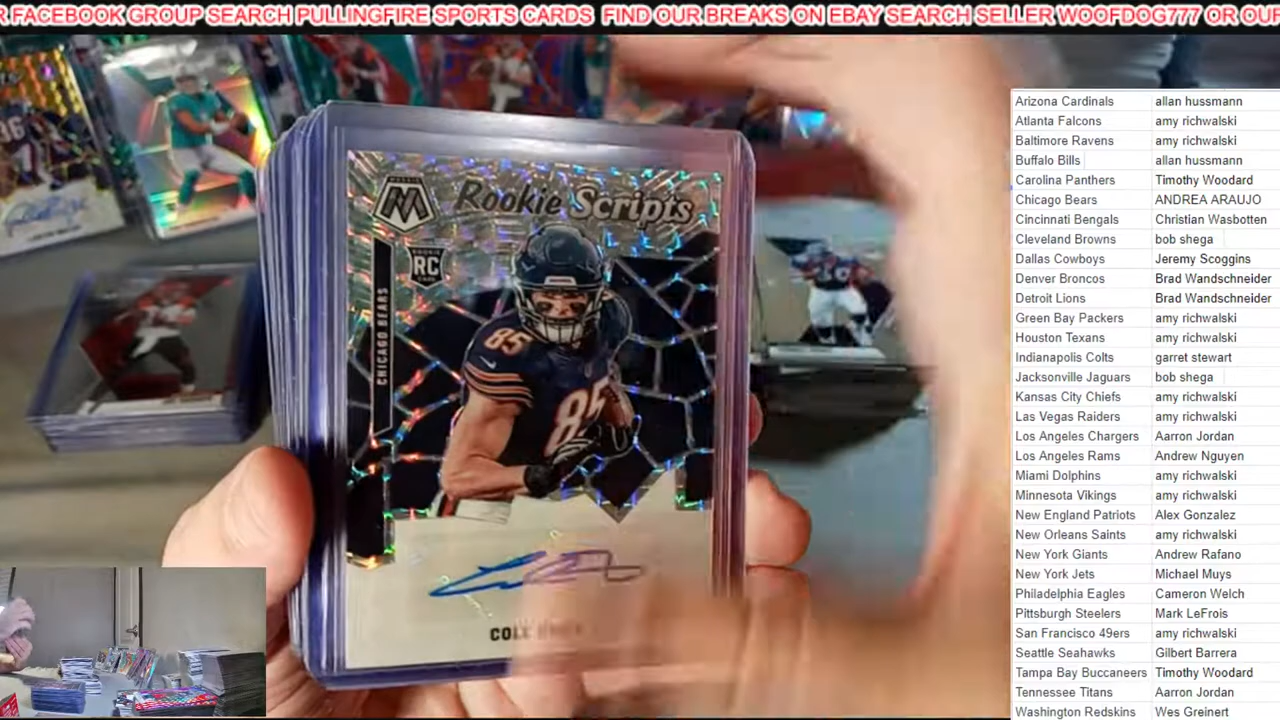 R FACEBOOK GROUP SEARCH PULLINGFIRE SPORTS CARDS FIND OUR BREAKS ON EBAY SEARCH SELLER WOOFDOG777 OR OUR
Rookie Scripts
ROOKIE
RC
CHICAGO BEARS
85
85
36
COLE
Arizona Cardinals allan hussmann
Atlanta Falcons amy richwalski
Baltimore Ravens amy richwalski
Buffalo Bills allan hussmann
Carolina Panthers Timothy Woodard
Chicago Bears ANDREA ARAUJO
Cincinnati Bengals Christian Wasbotten
Cleveland Browns bob shega
Dallas Cowboys Jeremy Scoggins
Denver Broncos Brad Wandschneider
Detroit Lions Brad Wandschneider
Green Bay Packers amy richwalski
Houston Texans amy richwalski
Indianapolis Colts garret stewart
Jacksonville Jaguars bob shega
Kansas City Chiefs amy richwalski
Las Vegas Raiders amy richwalski
Los Angeles Chargers Aarron Jordan
Los Angeles Rams Andrew Nguyen
Miami Dolphins amy richwalski
Minnesota Vikings amy richwalski
New England Patriots Alex Gonzalez
New Orleans Saints amy richwalski
New York Giants Andrew Rafano
New York Jets Michael Muys
Philadelphia Eagles Cameron Welch
Pittsburgh Steelers Mark LeFrois
San Francisco 49ers amy richwalski
Seattle Seahawks Gilbert Barrera
Tampa Bay Buccaneers Timothy Woodard
Tennessee Titans Aarron Jordan
Washington Redskins Wes Greinert